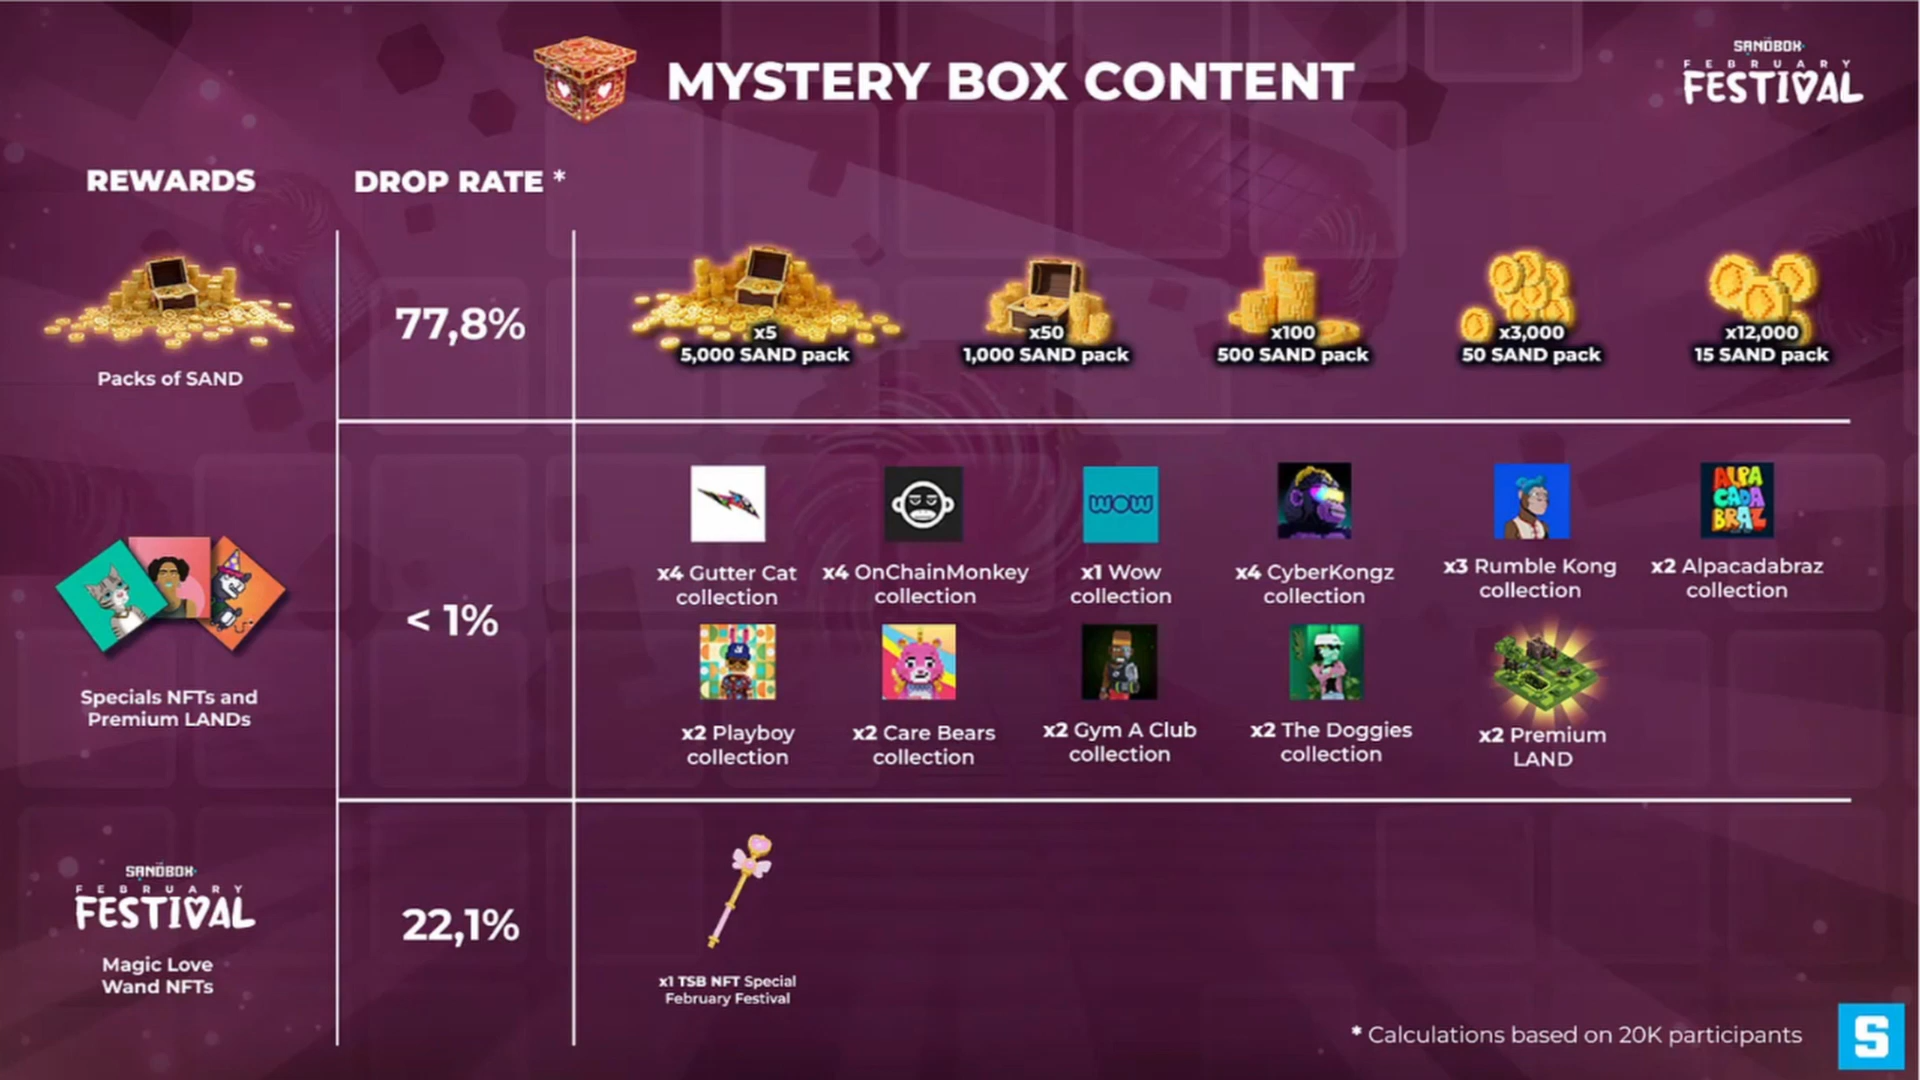 MYSTERY BOX CONTENT
THE SANDBOX
FEBRUARY
FESTIVAL
REWARDS
DROP RATE *
Packs of SAND
77,8%
x5
5,000 SAND pack
x50
1,000 SAND pack
x100
500 SAND pack
x3,000
50 SAND pack
x12,000
15 SAND pack
Specials NFTs and
Premium LANDs
< 1%
WOW
ALPA
CADA
BRAZ
x4 Gutter Cat
collection
x4 OnChainMonkey
collection
x1 Wow
collection
x4 CyberKongz
collection
x3 Rumble Kong
collection
x2 Alpacadabraz
collection
x2 Playboy
collection
x2 Care Bears
collection
x2 Gym A Club
collection
x2 The Doggies
collection
x2 Premium
LAND
THE SANDBOX
FEBRUARY
FESTIVAL
Magic Love
Wand NFTs
22,1%
x1 TSB NFT Special
February Festival
* Calculations based on 20K participants
S